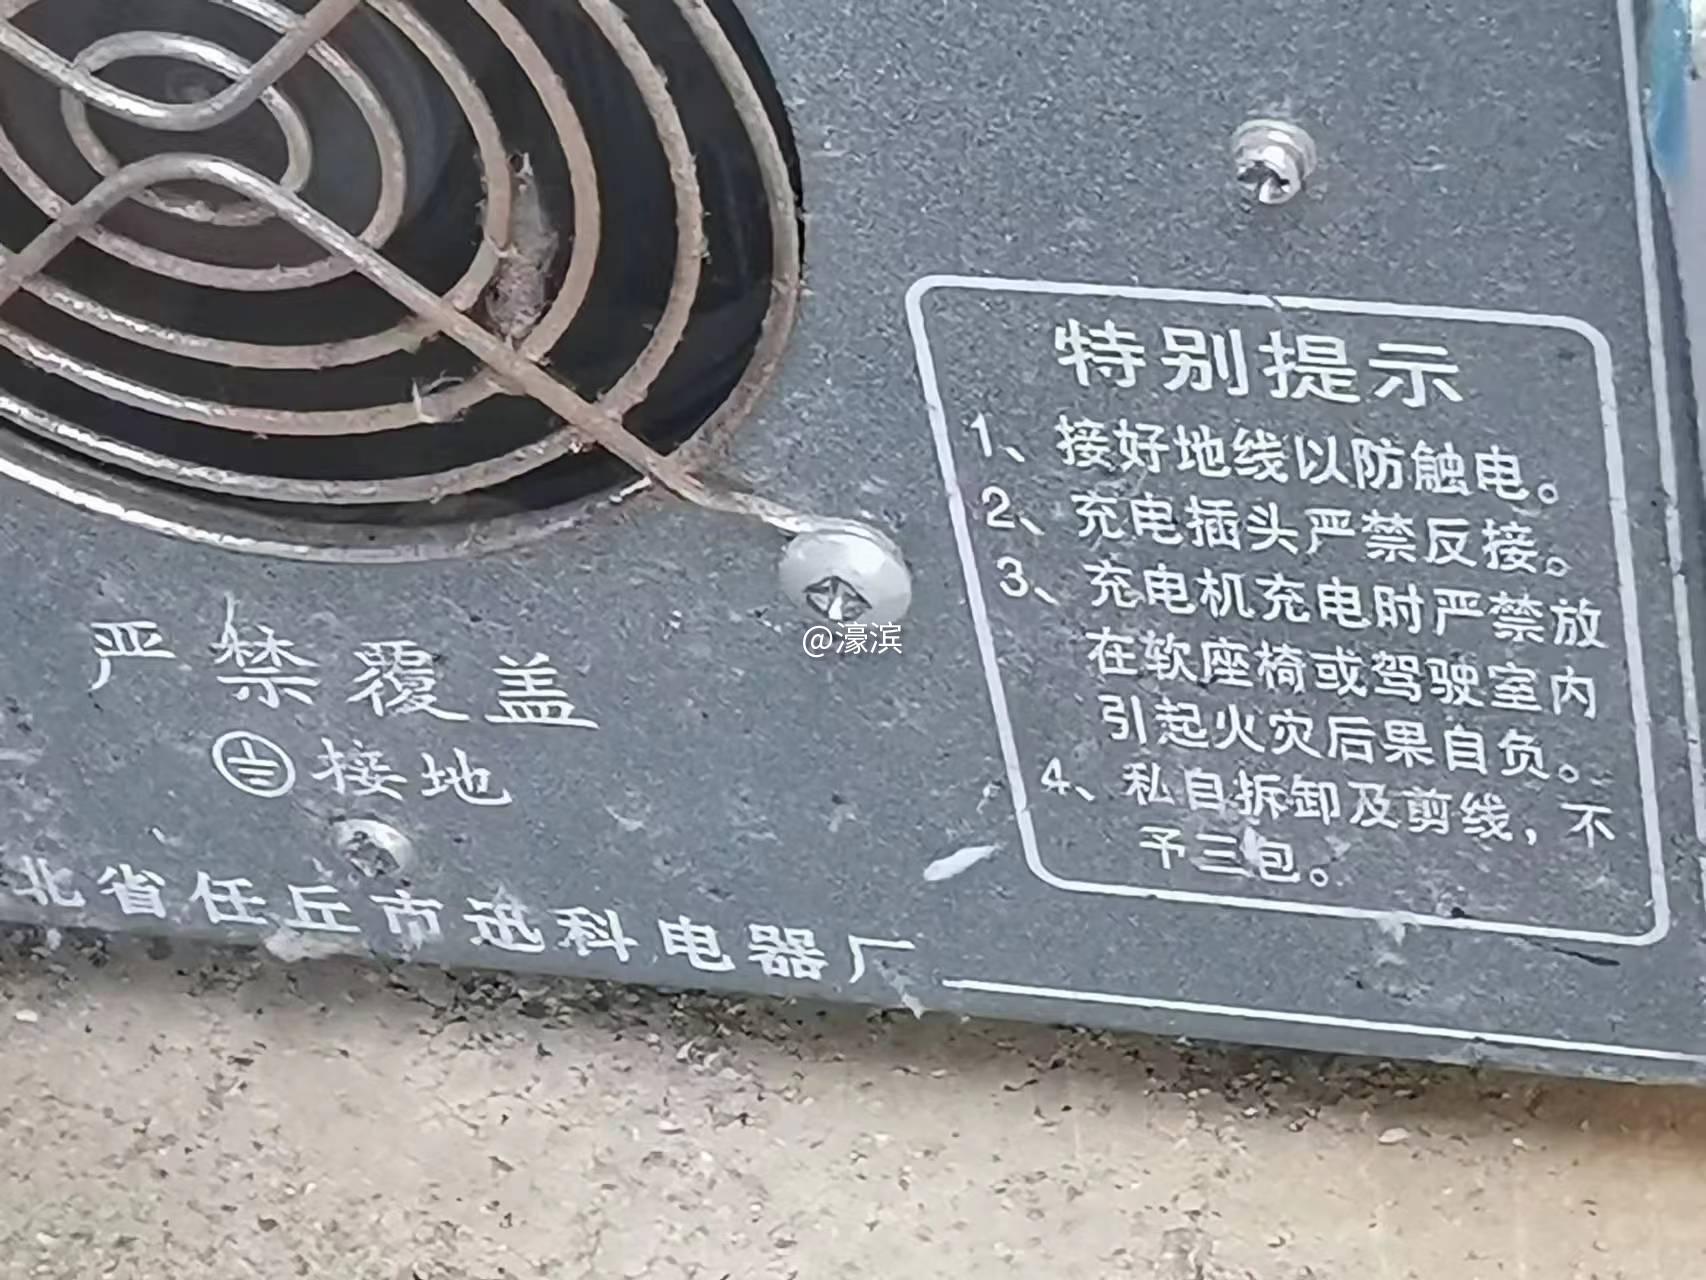 特别提示
1、接好地线以防触电。
2、充电插头严禁反接。
3、充电机充电时严禁放
在软座椅或驾驶室内
引起火灾后果自负。
4、私自拆卸及剪线，不
予三包。
@濠滨
严禁覆盖
接地
北省任丘市迅科电器厂